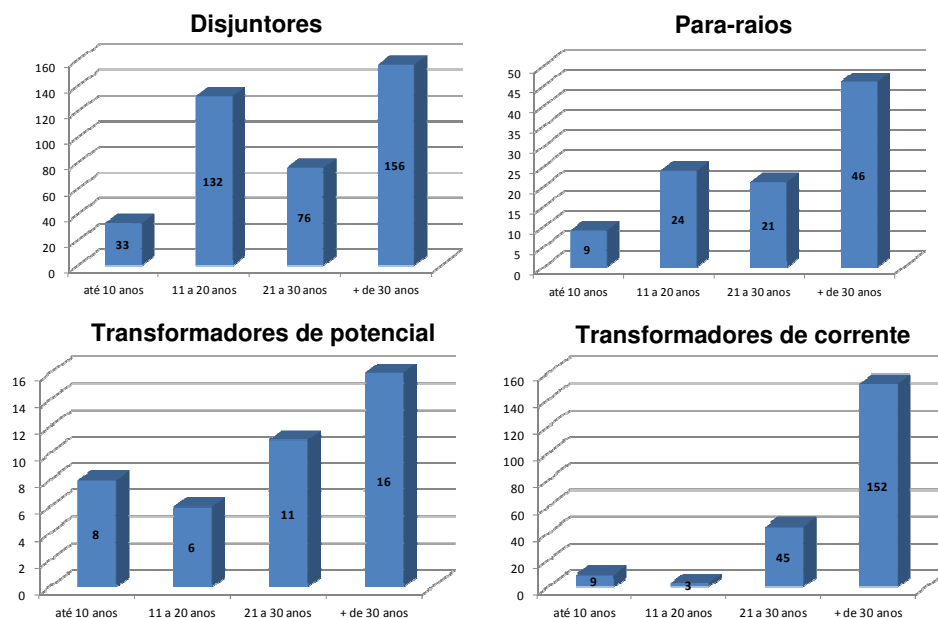 Disjuntores
160
140
120
100
80
60
40
20
0
33
132
76
156
até 10 anos
11 a 20 anos
21 a 30 anos
+ de 30 anos
Para-raios
50
45
40
35
30
25
20
15
10
5
0
9
24
21
46
até 10 anos
11 a 20 anos
21 a 30 anos
+ de 30 anos
Transformadores de potencial
16
14
12
10
8
6
4
2
0
8
6
11
16
até 10 anos
11 a 20 anos
21 a 30 anos
+ de 30 anos
Transformadores de corrente
160
140
120
100
80
60
40
20
0
9
3
45
152
até 10 anos
11 a 20 anos
21 a 30 anos
+ de 30 anos